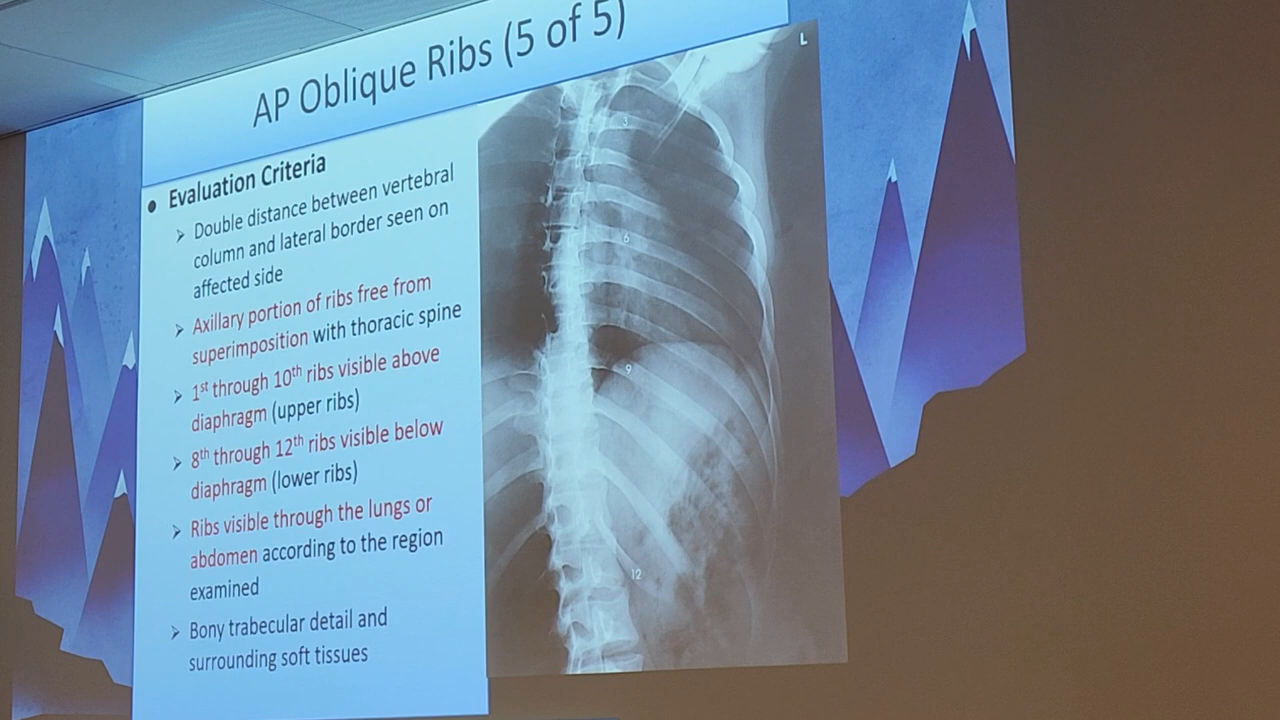 AP Oblique Ribs (5 of 5)
• Evaluation Criteria
➢ Double distance between vertebral
column and lateral border seen on
affected side
➢ Axillary portion of ribs free from
superimposition with thoracic spine
➢ 1st through 10th ribs visible above
diaphragm (upper ribs)
➢ 8th through 12th ribs visible below
diaphragm (lower ribs)
➢ Ribs visible through the lungs or
abdomen according to the region
examined
➢ Bony trabecular detail and
surrounding soft tissues
L
3
6
9
12